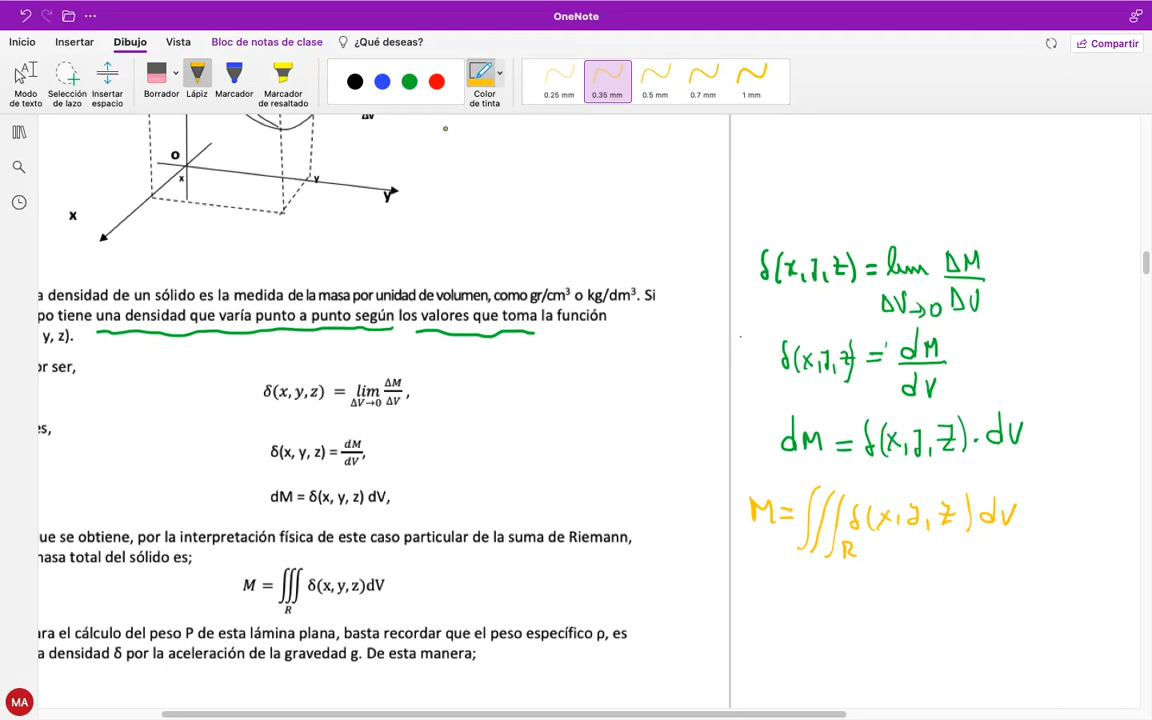 OneNote
Inicio Insertar Dibujo Vista Bloc de notas de clase ¿Qué deseas? Compartir
Modo de texto
Selección de lazo
Insertar espacio
Borrador
Lápiz
Marcador
Marcador de resaltado
Color de tinta
0.25 mm 0.35 mm 0.5 mm 0.7 mm 1 mm
ΔV
O
x
y
Y
X
a densidad de un sólido es la medida de la masa por unidad de volumen, como gr/cm³ o kg/dm³. Si
po tiene una densidad que varía punto a punto según los valores que toma la función
y, z).
or ser,
δ(x, y, z) = lim ΔV→0 ΔM/ΔV ,
es,
δ(x, y, z) = dM/dV,
dM = δ(x, y, z) dV,
ue se obtiene, por la interpretación física de este caso particular de la suma de Riemann,
nasa total del sólido es;
M = ∭R δ(x, y, z)dV
ara el cálculo del peso P de esta lámina plana, basta recordar que el peso específico ρ, es
a densidad δ por la aceleración de la gravedad g. De esta manera;
δ(x,y,z) = lim ΔV→0 ΔM/ΔV
δ(x,y,z) = dM/dV
dM = δ(x,y,z) . dV
M = ∭R δ(x,y,z) dV
MA